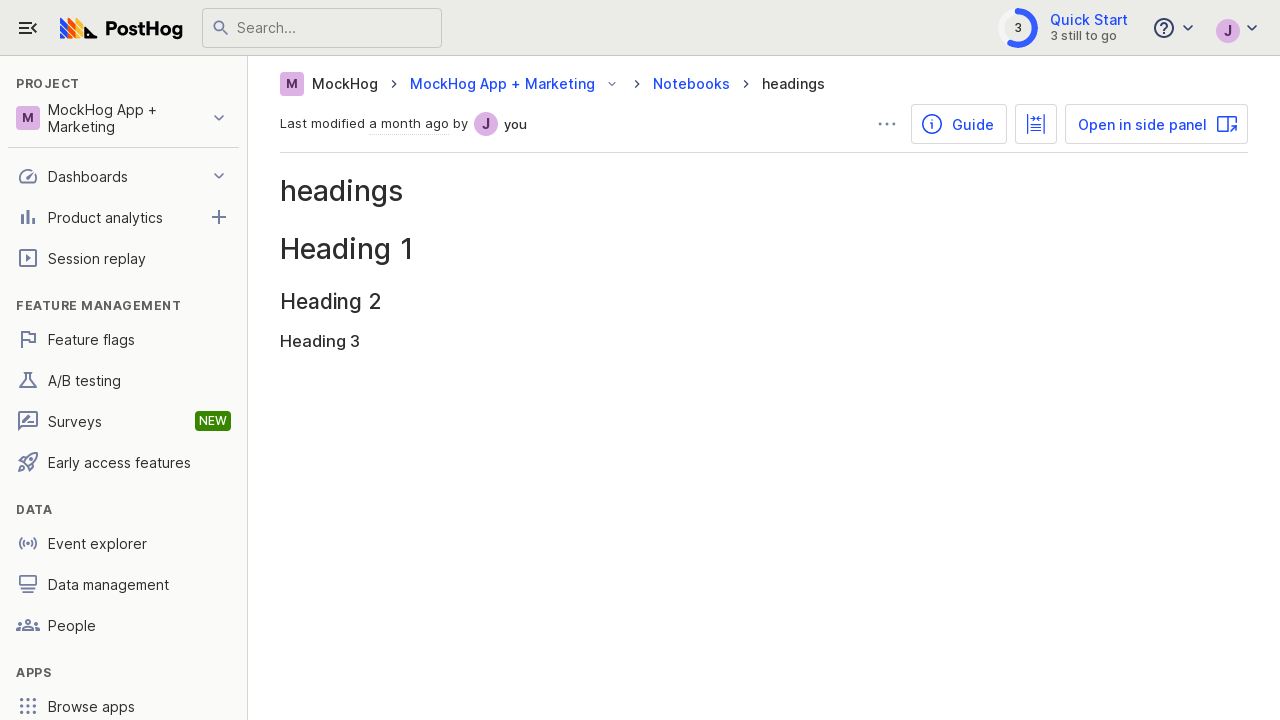 PostHog
Search...
3
Quick Start
3 still to go
J
PROJECT
M
MockHog App +
Marketing
Dashboards
Product analytics
Session replay
FEATURE MANAGEMENT
Feature flags
A/B testing
Surveys
NEW
Early access features
DATA
Event explorer
Data management
People
APPS
Browse apps
M MockHog > MockHog App + Marketing > Notebooks > headings
Last modified a month ago by J you
Guide
Open in side panel
headings
Heading 1
Heading 2
Heading 3